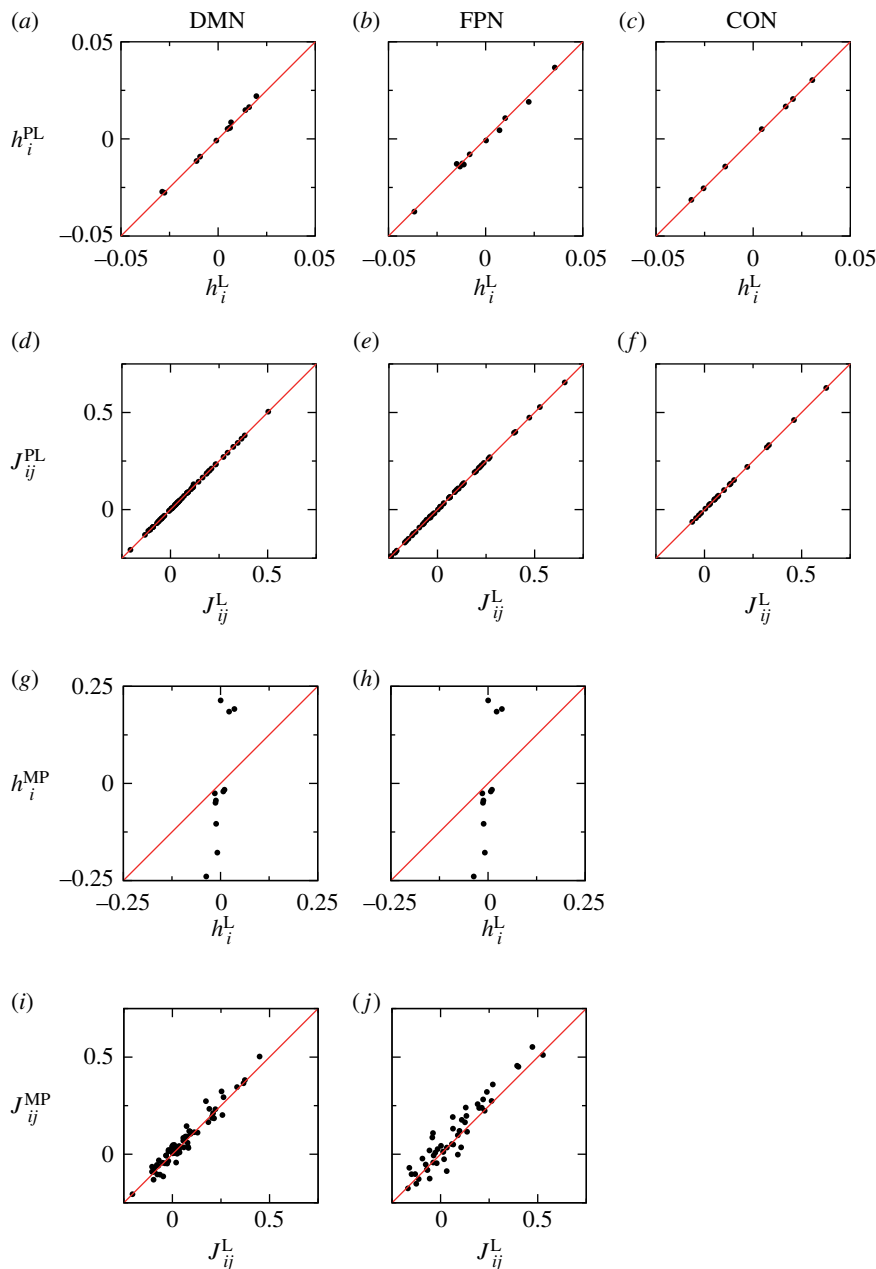 (a) DMN (b) FPN (c) CON
0.05
h_i^PL 0
−0.05
−0.05 0 0.05 −0.05 0 0.05 −0.05 0 0.05
h_i^L h_i^L h_i^L
(d) (e) (f)
0.5
J_ij^PL
0
0 0.5 0 0.5 0 0.5
J_ij^L J_ij^L J_ij^L
(g) (h)
0.25
h_i^MP 0
−0.25
−0.25 0 0.25 −0.25 0 0.25
h_i^L h_i^L
(i) (j)
0.5
J_ij^MP
0
0 0.5 0 0.5
J_ij^L J_ij^L